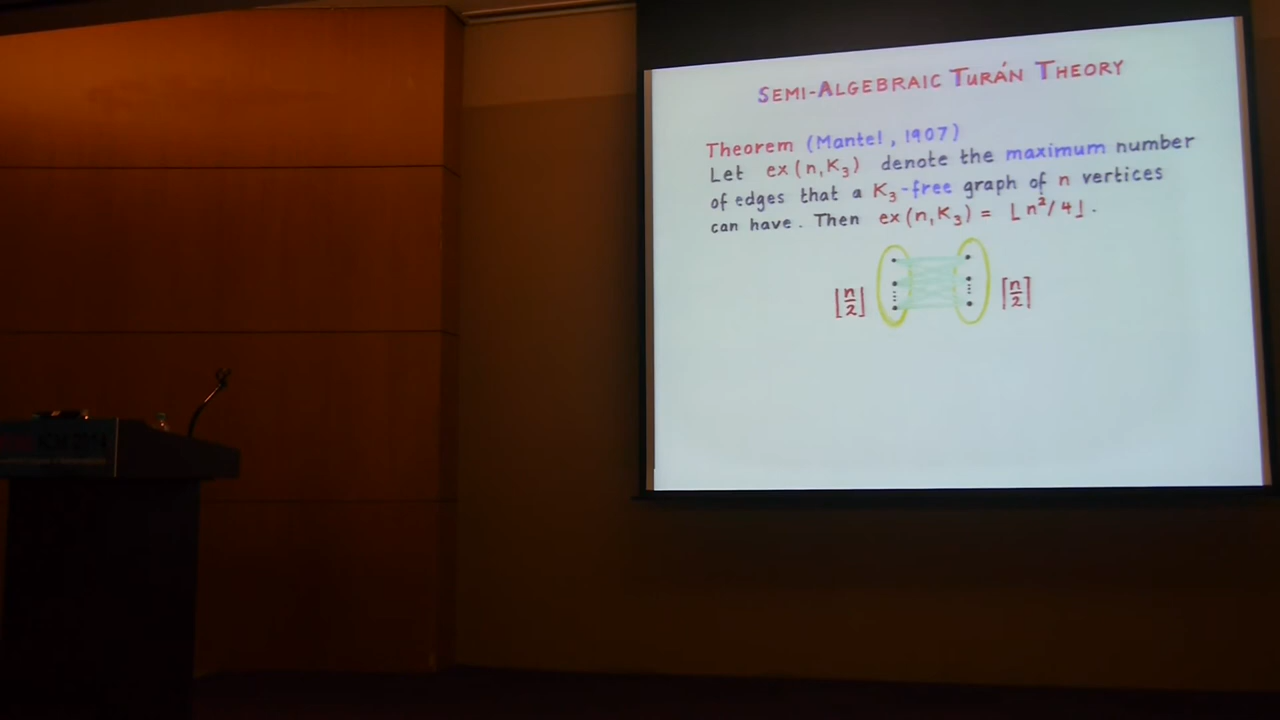 SEMI-ALGEBRAIC TURÁN THEORY
Theorem (Mantel, 1907)
Let ex(n,K₃) denote the maximum number
of edges that a K₃-free graph of n vertices
can have. Then ex(n,K₃) = ⌊n²/4⌋.
⌊n/2⌋ ⌈n/2⌉